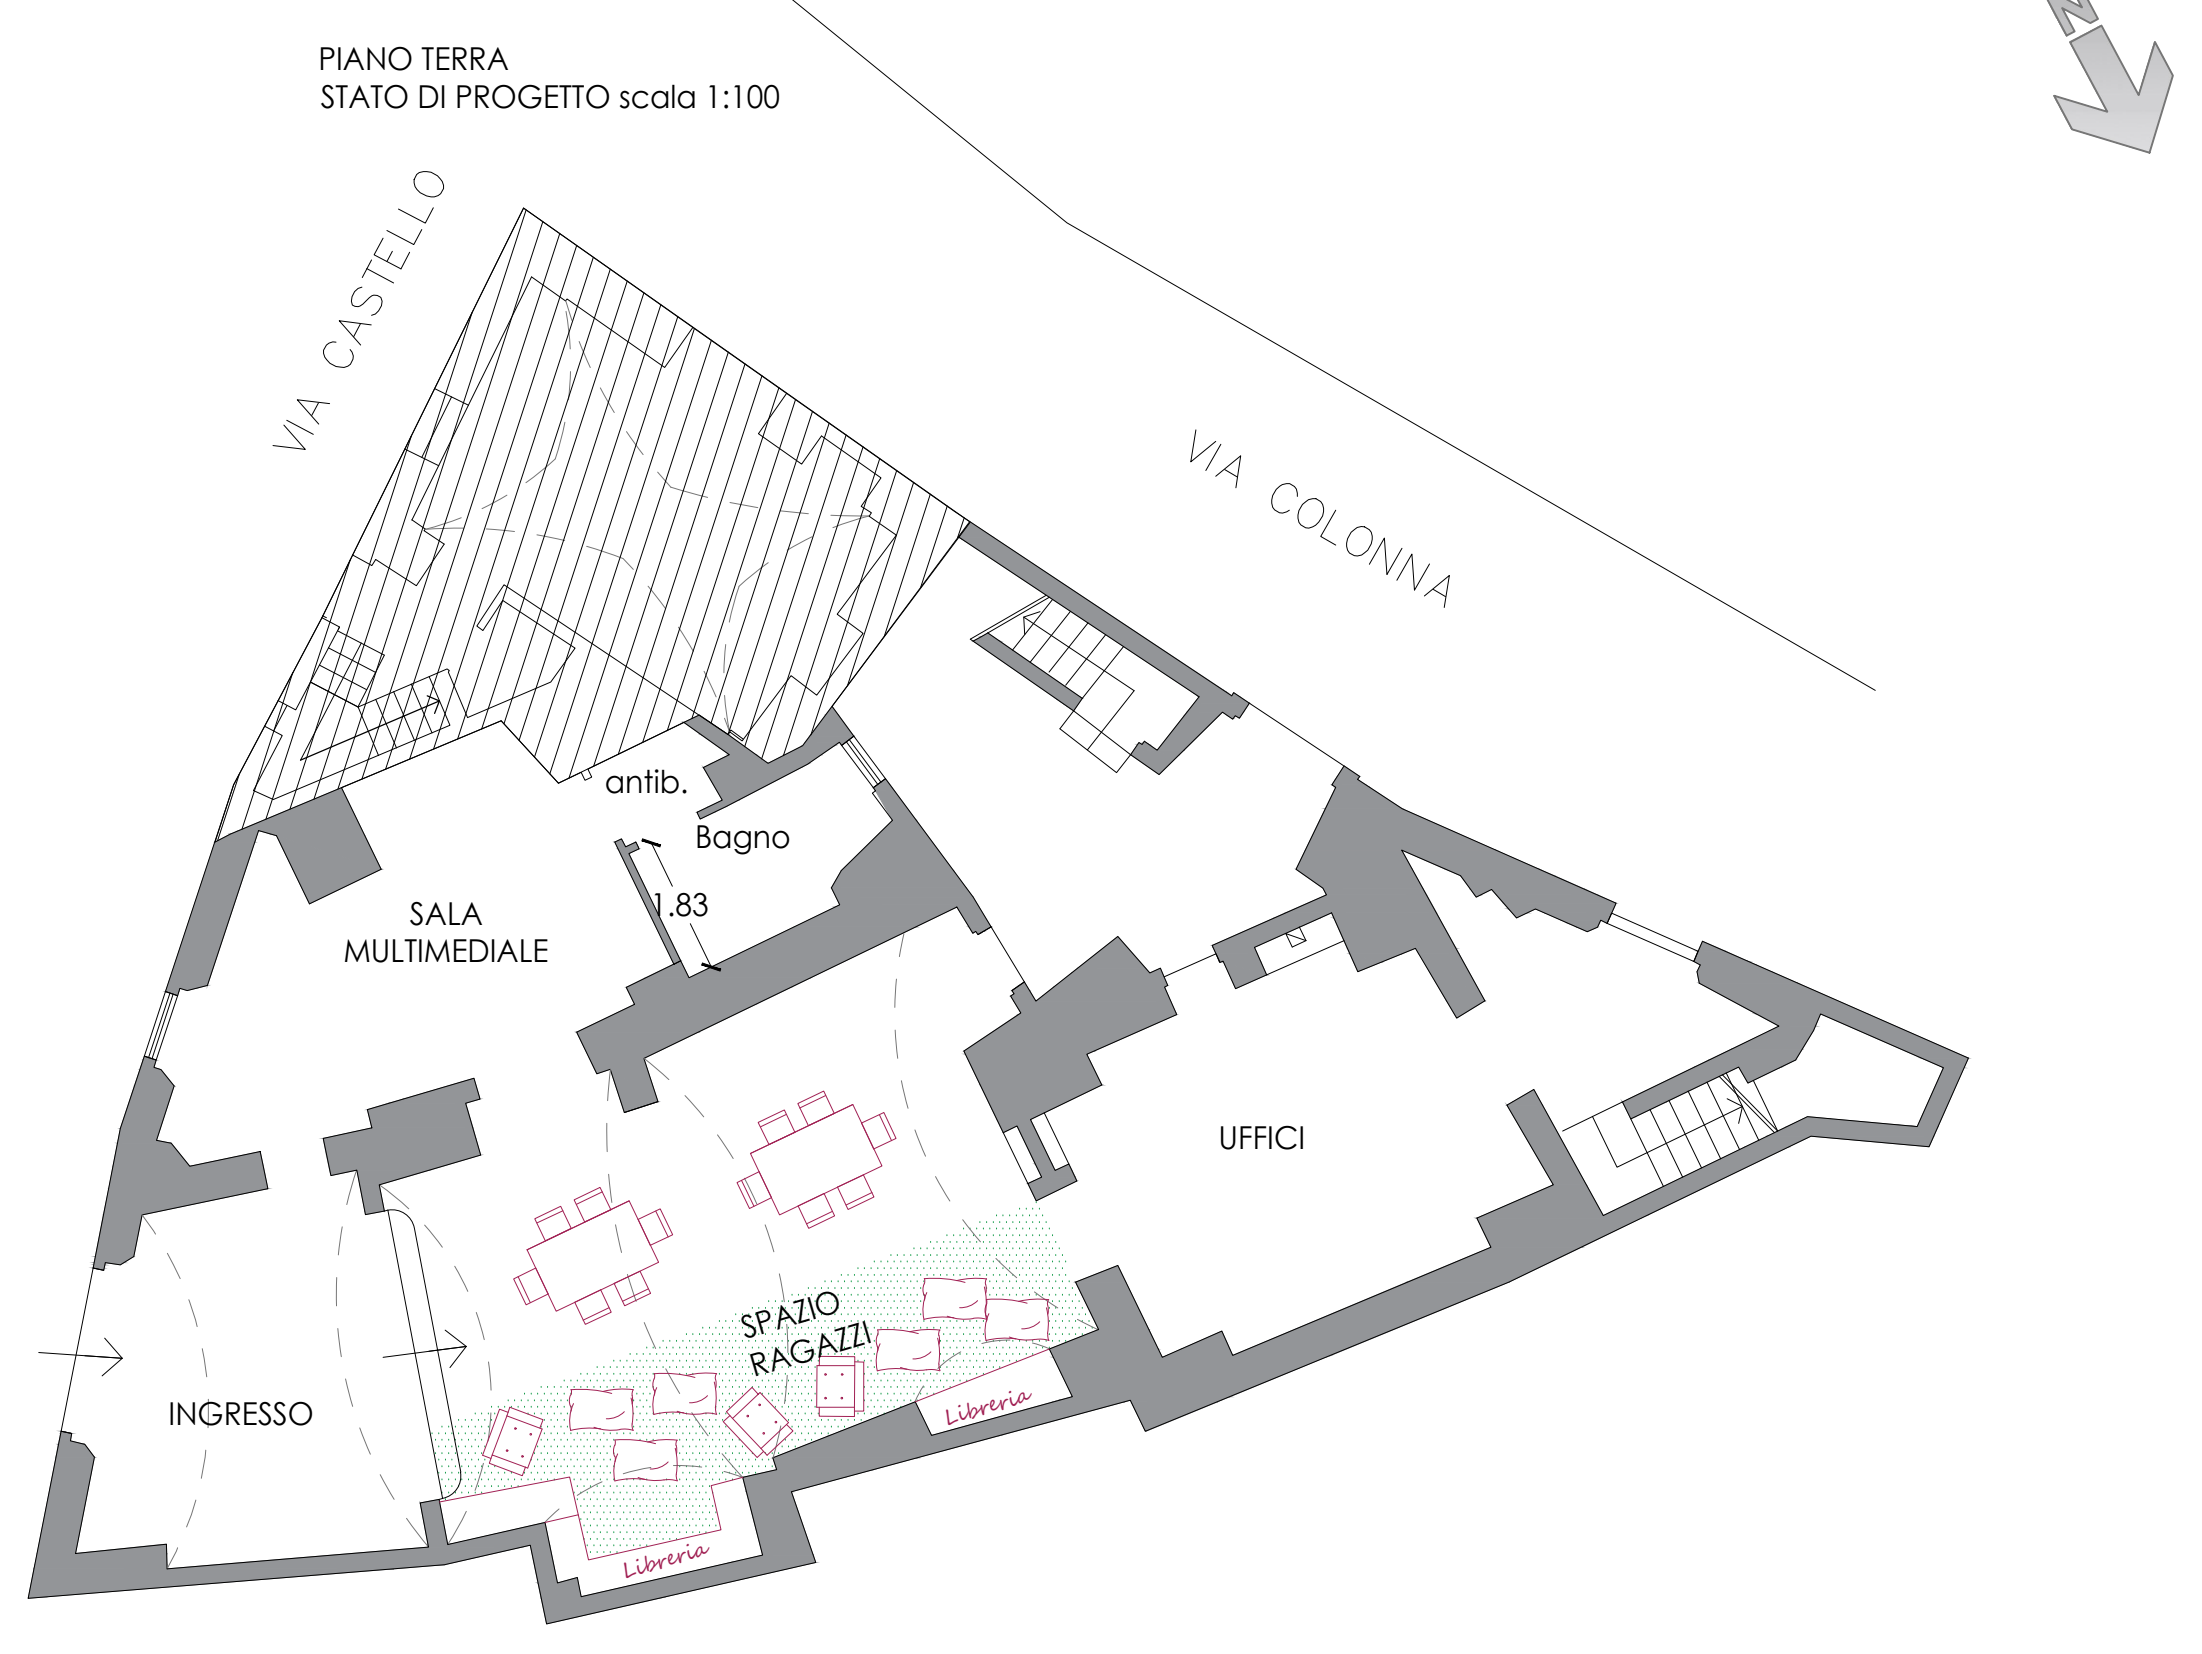 PIANO TERRA
STATO DI PROGETTO scala 1:100
N
VIA CASTELLO
VIA COLONNA
antib.
Bagno
1.83
SALA
MULTIMEDIALE
UFFICI
SPAZIO
RAGAZZI
INGRESSO
Libreria
Libreria